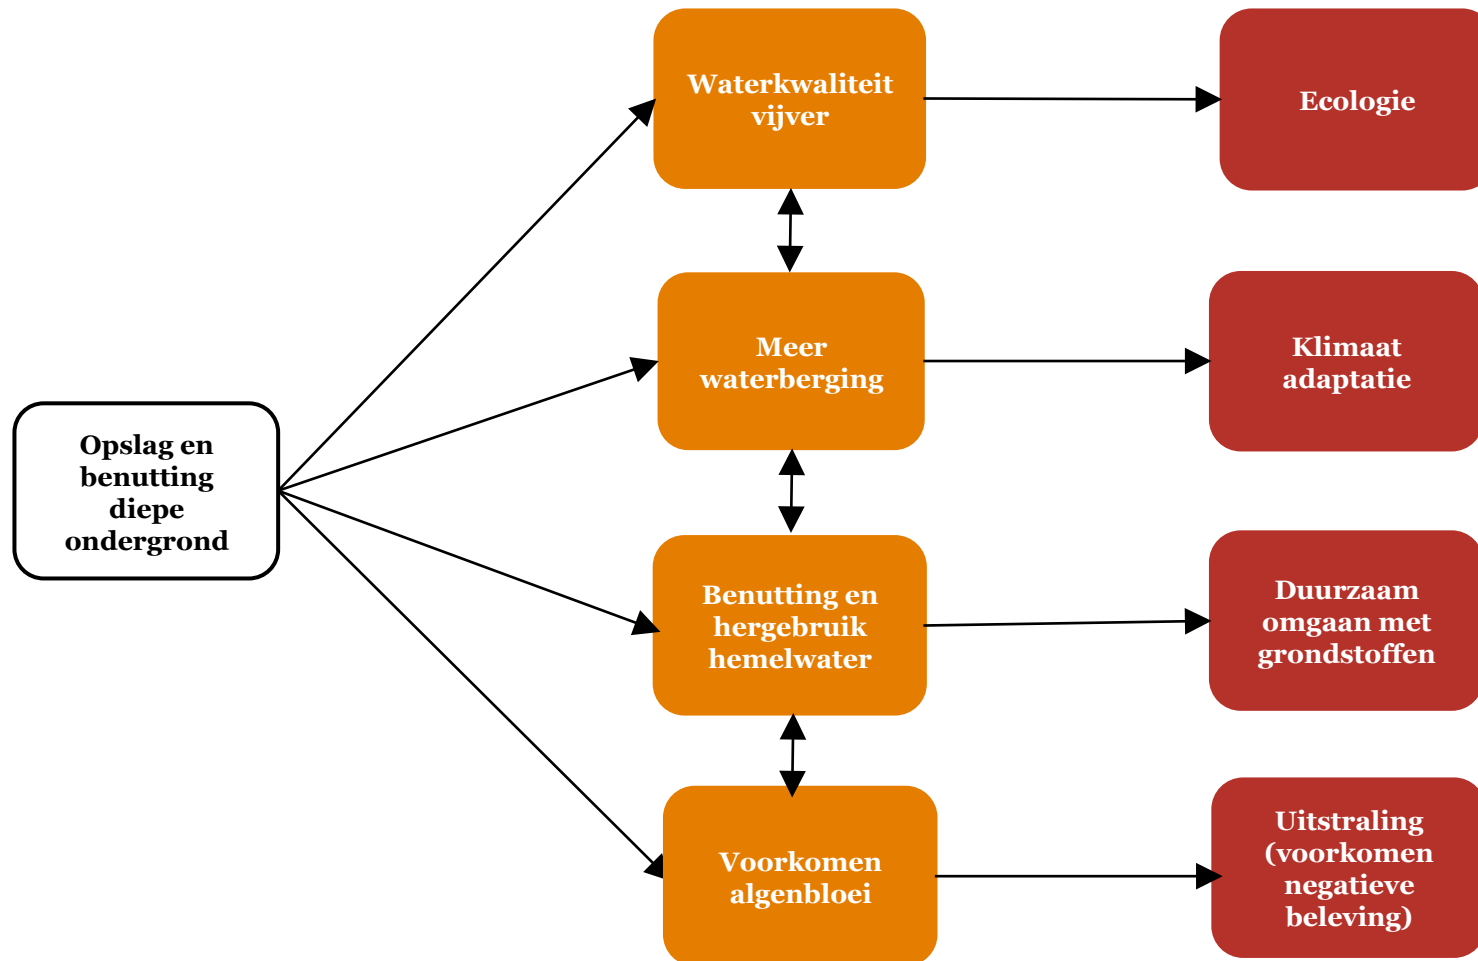 Waterkwaliteit
vijver
Ecologie
Meer
waterberging
Klimaat
adaptatie
Opslag en
benutting
diepe
ondergrond
Benutting en
hergebruik
hemelwater
Duurzaam
omgaan met
grondstoffen
Voorkomen
algenbloei
Uitstraling
(voorkomen
negatieve
beleving)